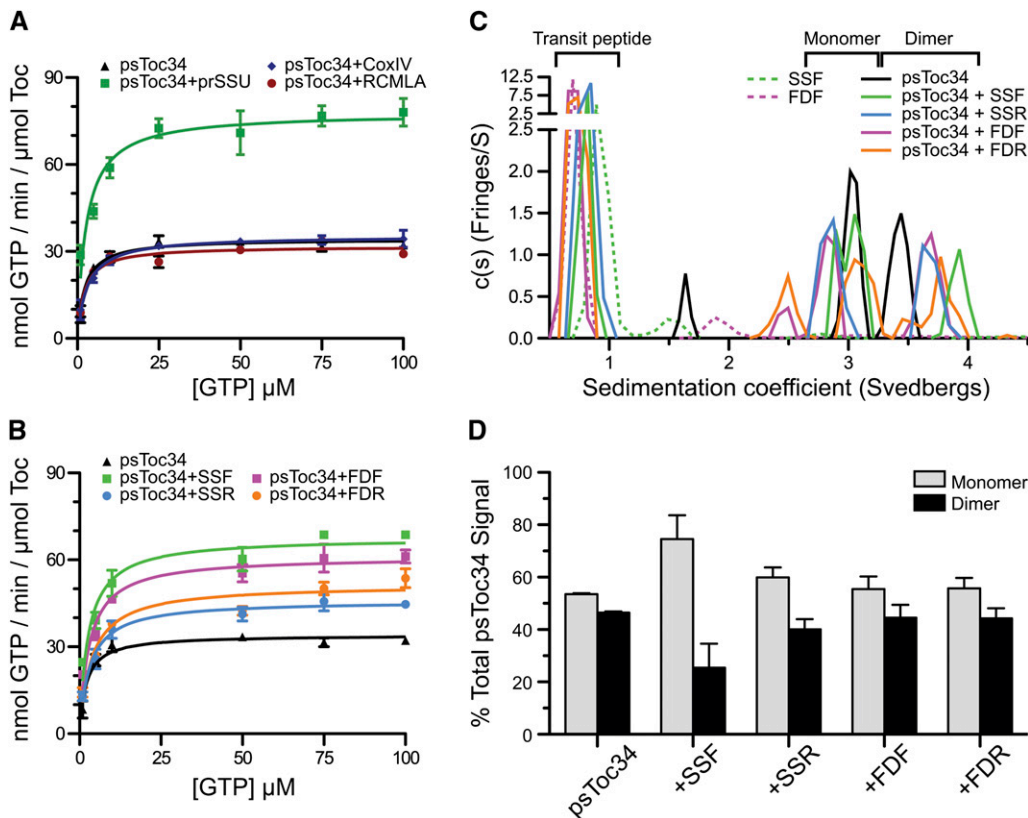 A
psToc34
psToc34+prSSU
psToc34+CoxIV
psToc34+RCMLA
nmol GTP / min / μmol Toc
90
60
30
0
0
25
50
75
100
[GTP] μM
B
psToc34
psToc34+SSF
psToc34+SSR
psToc34+FDF
psToc34+FDR
nmol GTP / min / μmol Toc
90
60
30
0
0
25
50
75
100
[GTP] μM
C
Transit peptide
Monomer
Dimer
SSF
FDF
psToc34
psToc34 + SSF
psToc34 + SSR
psToc34 + FDF
psToc34 + FDR
c(s) (Fringes/S)
12.5
7.5
2.5
2.5
2.0
1.5
1.0
0.5
0.0
1
2
3
4
Sedimentation coefficient (Svedbergs)
D
Monomer
Dimer
% Total psToc34 Signal
100
80
60
40
20
0
psToc34
+SSF
+SSR
+FDF
+FDR